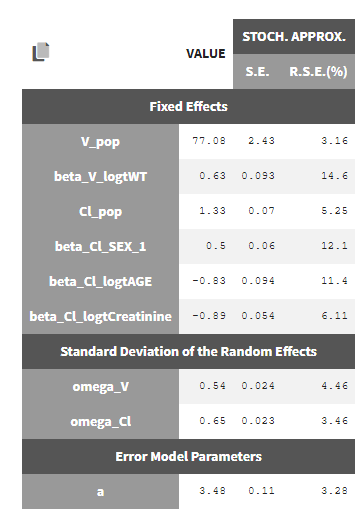 STOCH. APPROX.
VALUE
S.E. R.S.E.(%)
Fixed Effects
V_pop 77.08 2.43 3.16
beta_V_logtWT 0.63 0.093 14.6
Cl_pop 1.33 0.07 5.25
beta_Cl_SEX_1 0.5 0.06 12.1
beta_Cl_logtAGE -0.83 0.094 11.4
beta_Cl_logtCreatinine -0.89 0.054 6.11
Standard Deviation of the Random Effects
omega_V 0.54 0.024 4.46
omega_Cl 0.65 0.023 3.46
Error Model Parameters
a 3.48 0.11 3.28